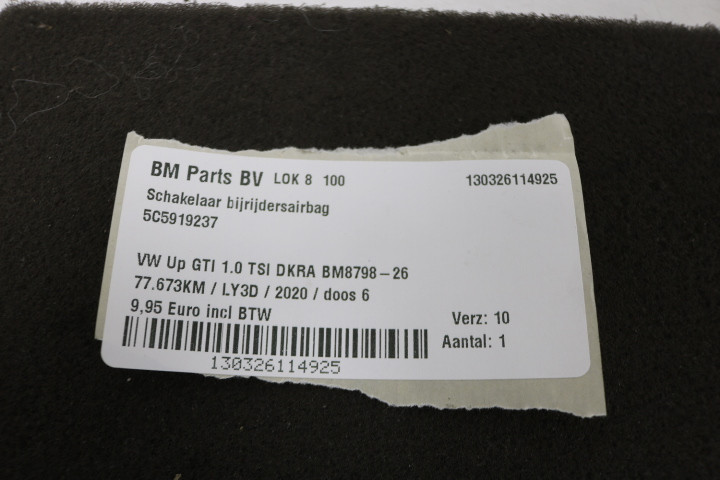 BM Parts BV LOK 8 100 130326114925
Schakelaar bijrijdersairbag
5C5919237
VW Up GTI 1.0 TSI DKRA BM8798-26
77.673KM / LY3D / 2020 / doos 6
9,95 Euro incl BTW Verz: 10
Aantal: 1
130326114925